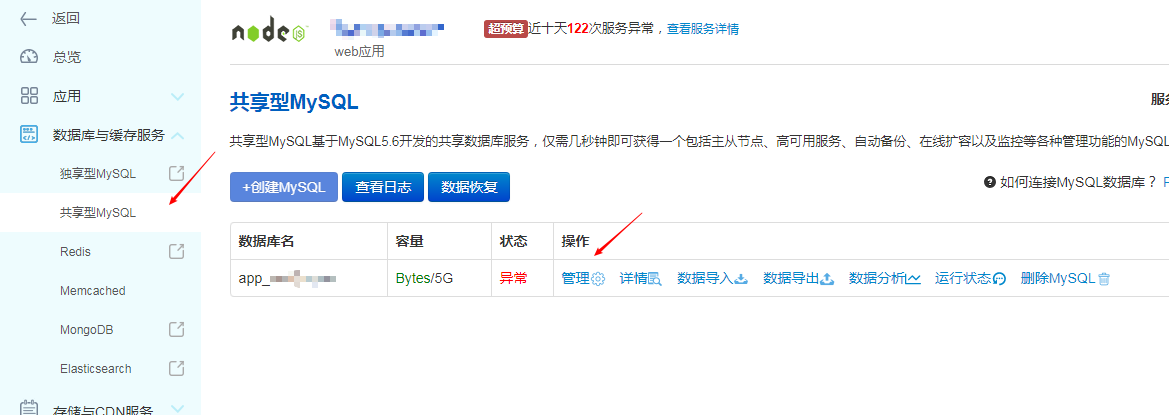 返回
总览
应用
数据库与缓存服务
独享型MySQL
共享型MySQL
Redis
Memcached
MongoDB
Elasticsearch
存储与CDN服务
node JS
web应用
超预算 近十天122次服务异常，查看服务详情
共享型MySQL
服务
共享型MySQL基于MySQL5.6开发的共享数据库服务，仅需几秒钟即可获得一个包括主从节点、高可用服务、自动备份、在线扩容以及监控等各种管理功能的MySQL
+创建MySQL 查看日志 数据恢复
如何连接MySQL数据库？
数据库名 容量 状态 操作
app_ Bytes/5G 异常 管理 详情 数据导入 数据导出 数据分析 运行状态 删除MySQL